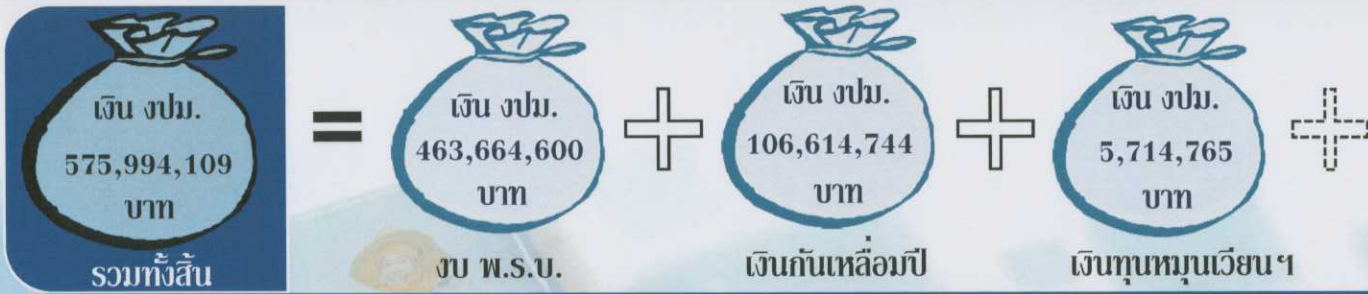 เงิน งปม.
575,994,109
บาท
รวมทั้งสิ้น
=
เงิน งปม.
463,664,600
บาท
งบ พ.ร.บ.
+
เงิน งปม.
106,614,744
บาท
เงินกันเหลื่อมปี
+
เงิน งปม.
5,714,765
บาท
เงินทุนหมุนเวียนฯ
+